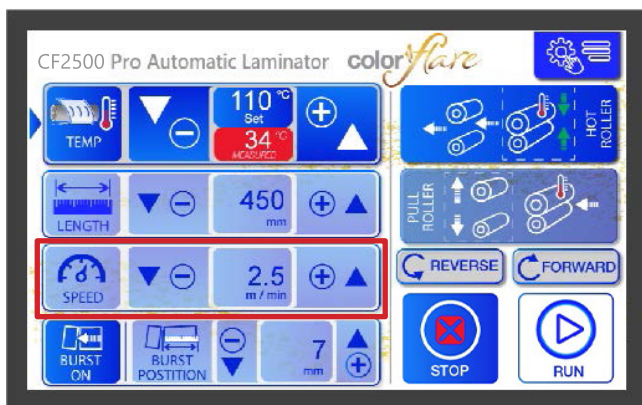 CF2500 Pro Automatic Laminator colorflare
TEMP
110 °C
Set
34 °C
MEASURED
HOT ROLLER
LENGTH
450
mm
PULL ROLLER
SPEED
2.5
m / min
REVERSE
FORWARD
BURST
ON
BURST
POSTITION
7
mm
STOP
RUN